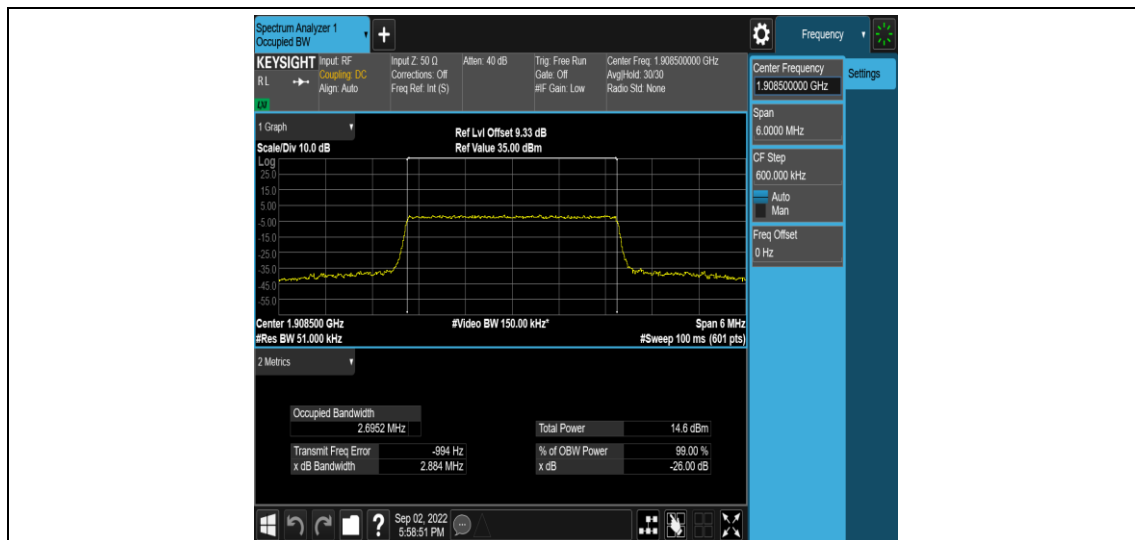 Spectrum Analyzer 1
Occupied BW
+
Frequency
KEYSIGHT
RL
LXI
Input: RF
Coupling: DC
Align: Auto
Input Z: 50 Ω
Corrections: Off
Freq Ref: Int (S)
Atten: 40 dB
Trig: Free Run
Gate: Off
#IF Gain: Low
Center Freq: 1.908500000 GHz
Avg|Hold: 30/30
Radio Std: None
Center Frequency
1.908500000 GHz
Settings
Span
6.0000 MHz
CF Step
600.000 kHz
Auto
Man
Freq Offset
0 Hz
1 Graph
Scale/Div 10.0 dB
Ref Lvl Offset 9.33 dB
Ref Value 35.00 dBm
Log
25.0
15.0
5.00
-5.00
-15.0
-25.0
-35.0
-45.0
-55.0
Center 1.908500 GHz
#Res BW 51.000 kHz
#Video BW 150.00 kHz*
Span 6 MHz
#Sweep 100 ms (601 pts)
2 Metrics
Occupied Bandwidth
2.6952 MHz
Total Power 14.6 dBm
Transmit Freq Error -994 Hz
% of OBW Power 99.00 %
x dB Bandwidth 2.884 MHz
x dB -26.00 dB
?
Sep 02, 2022
5:58:51 PM